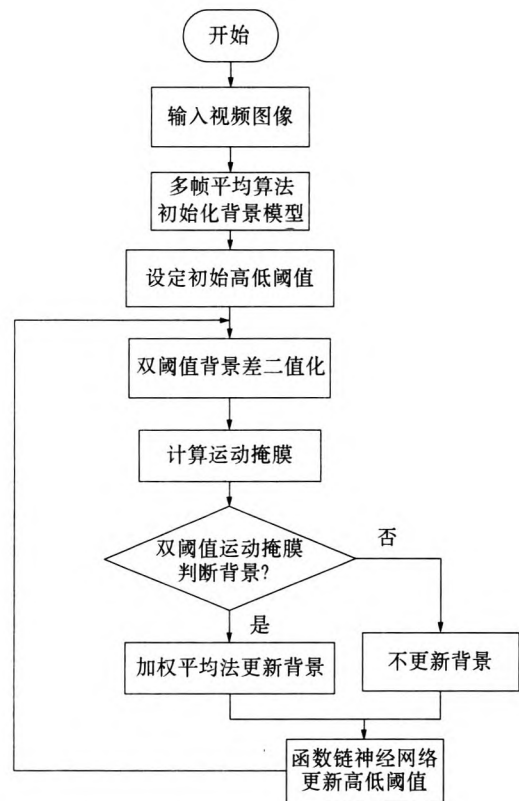 开始
输入视频图像
多帧平均算法
初始化背景模型
设定初始高低阈值
双阈值背景差二值化
计算运动掩膜
双阈值运动掩膜
判断背景?
否
是
加权平均法更新背景
不更新背景
函数链神经网络
更新高低阈值